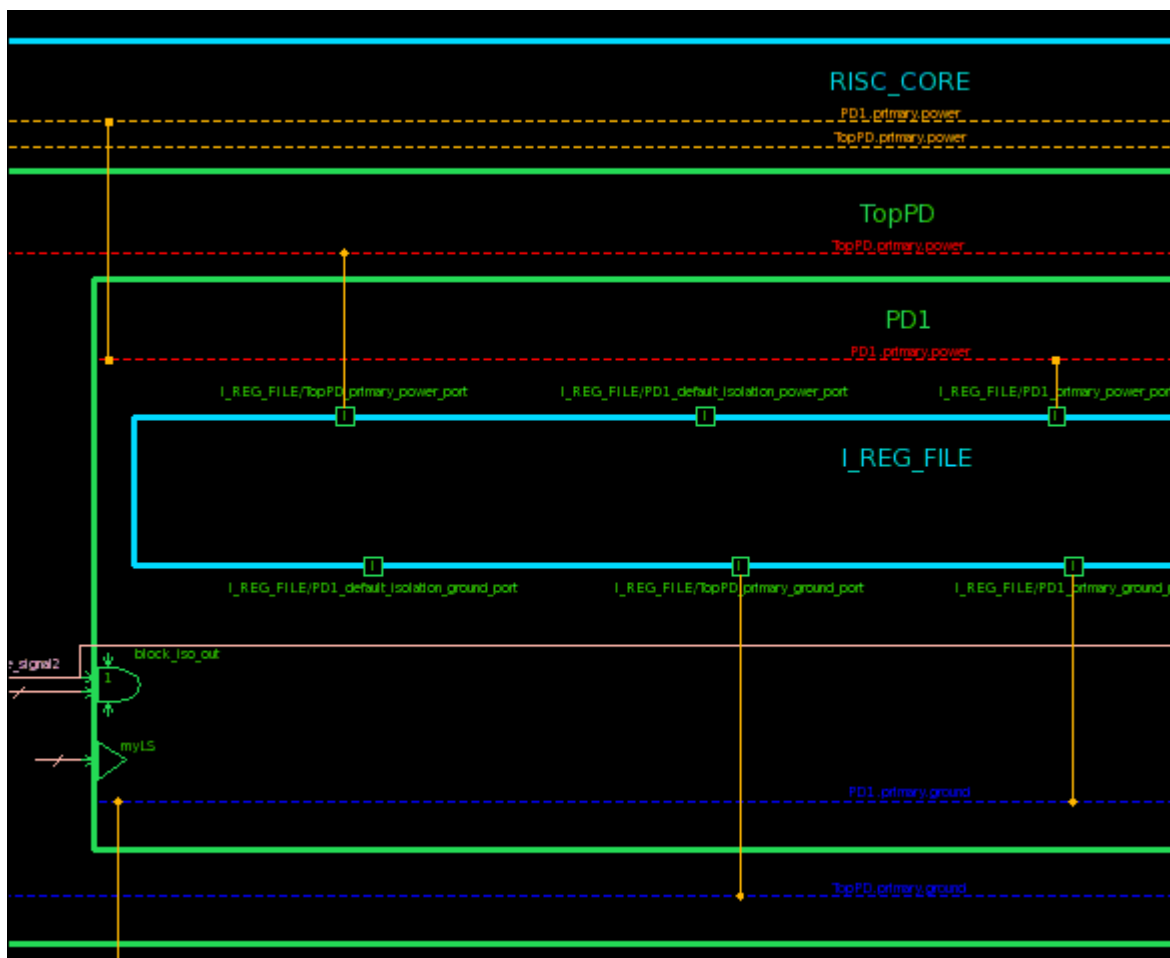 RISC_CORE
PD1.primary.power
TopPD.primary.power
TopPD
TopPD.primary.power
PD1
PD1.primary.power
I_REG_FILE/TopPD_primary_power_port I_REG_FILE/PD1_default_isolation_power_port I_REG_FILE/PD1_primary_power_por
I I I
I_REG_FILE
I I I
I_REG_FILE/PD1_default_isolation_ground_port I_REG_FILE/TopPD_primary_ground_port I_REG_FILE/PD1_primary_ground_
block_iso_out
e_signal2
1
myLS
PD1.primary.ground
TopPD.primary.ground